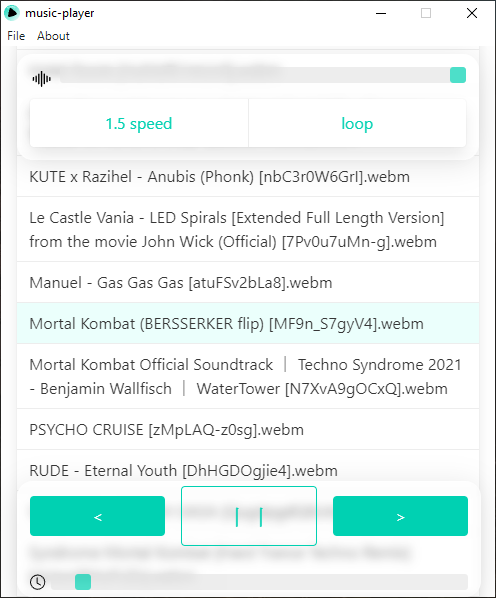 music-player
File About
1.5 speed loop
KUTE x Razihel - Anubis (Phonk) [nbC3r0W6GrI].webm
Le Castle Vania - LED Spirals [Extended Full Length Version]
from the movie John Wick (Official) [7Pv0u7uMn-g].webm
Manuel - Gas Gas Gas [atuFSv2bLa8].webm
Mortal Kombat (BERSSERKER flip) [MF9n_S7gyV4].webm
Mortal Kombat Official Soundtrack ｜ Techno Syndrome 2021
- Benjamin Wallfisch ｜ WaterTower [N7XvA9gOCxQ].webm
PSYCHO CRUISE [zMpLAQ-z0sg].webm
RUDE - Eternal Youth [DhHGDOgjie4].webm
< | | >